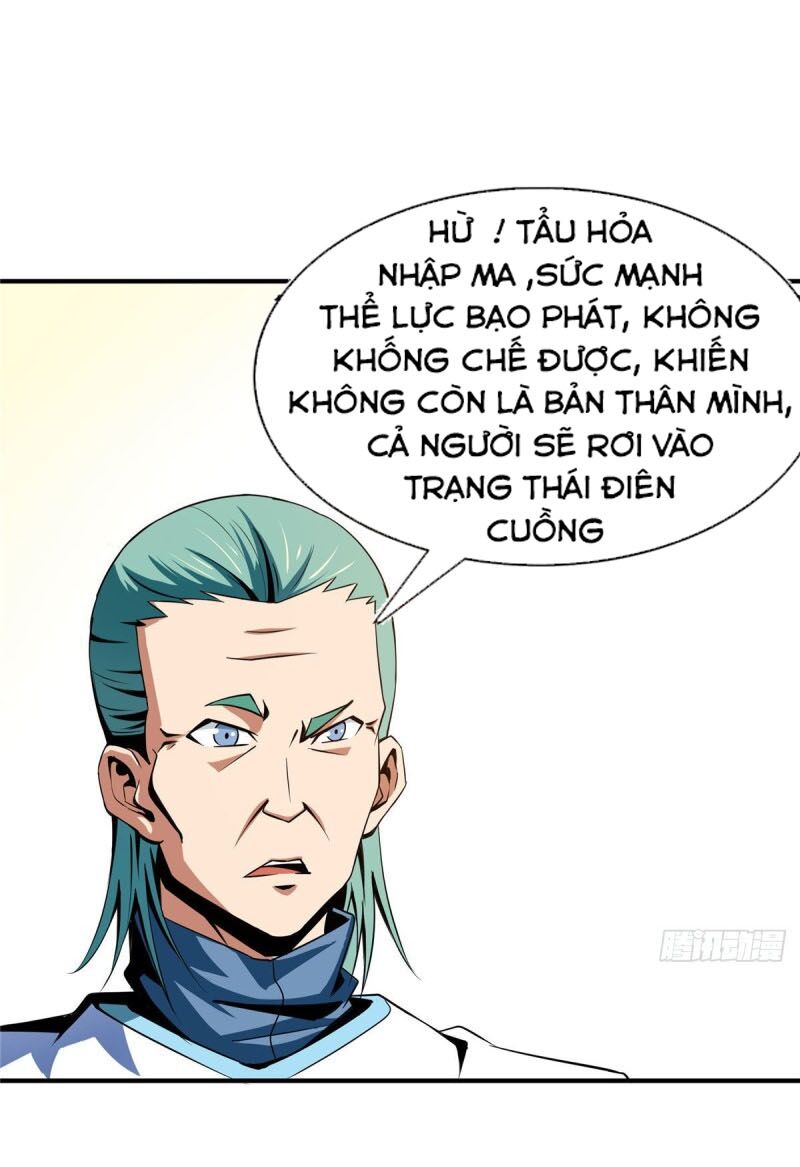 HỪ ! TẨU HỎA
NHẬP MA ,SỨC MẠNH
THỂ LỰC BẠO PHÁT, KHÔNG
KHỐNG CHẾ ĐƯỢC, KHIẾN
KHÔNG CÒN LÀ BẢN THÂN MÌNH,
CẢ NGƯỜI SẼ RƠI VÀO
TRẠNG THÁI ĐIÊN
CUỒNG
腾讯动漫